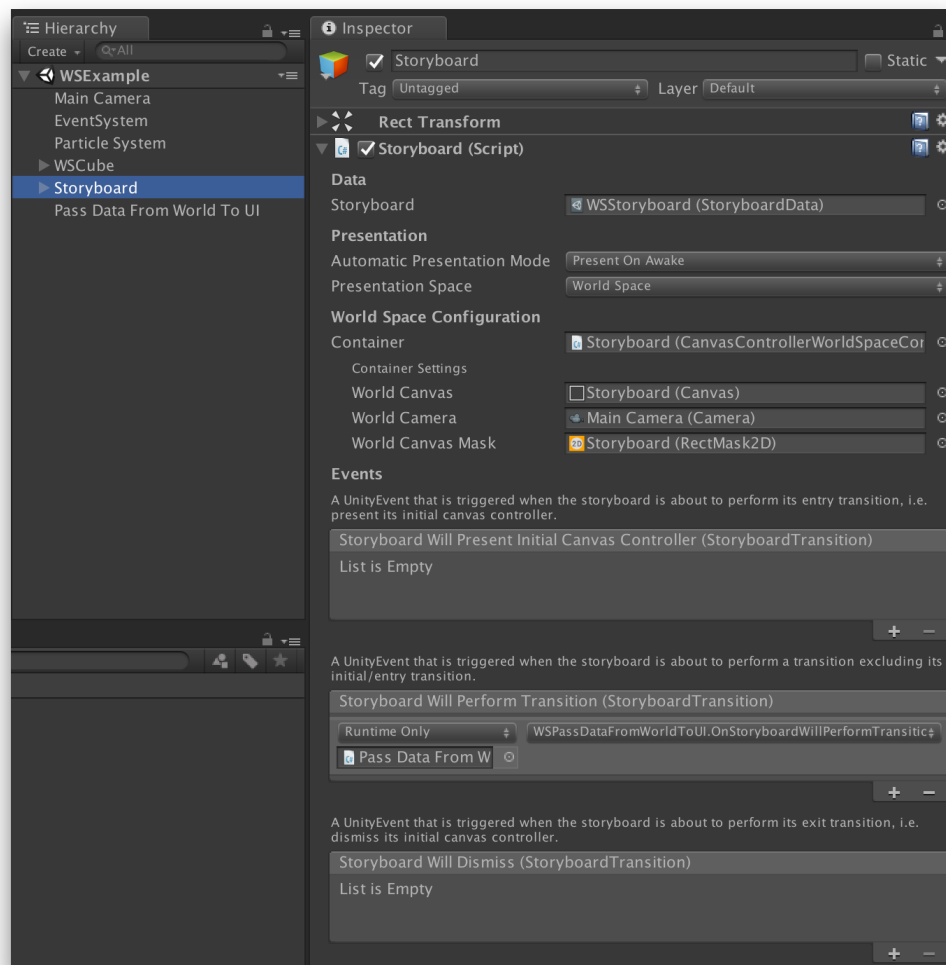 Hierarchy
Create
All
WSExample
Main Camera
EventSystem
Particle System
WSCube
Storyboard
Pass Data From World To UI
Inspector
Storyboard
Static
Tag Untagged Layer Default
Rect Transform
C# Storyboard (Script)
Data
Storyboard WSStoryboard (StoryboardData)
Presentation
Automatic Presentation Mode Present On Awake
Presentation Space World Space
World Space Configuration
Container Storyboard (CanvasControllerWorldSpaceCor
Container Settings
World Canvas Storyboard (Canvas)
World Camera Main Camera (Camera)
World Canvas Mask 2D Storyboard (RectMask2D)
Events
A UnityEvent that is triggered when the storyboard is about to perform its entry transition, i.e.
present its initial canvas controller.
Storyboard Will Present Initial Canvas Controller (StoryboardTransition)
List is Empty
+ −
A UnityEvent that is triggered when the storyboard is about to perform a transition excluding its
initial/entry transition.
Storyboard Will Perform Transition (StoryboardTransition)
Runtime Only WSPassDataFromWorldToUI.OnStoryboardWillPerformTransitic
Pass Data From W
+ −
A UnityEvent that is triggered when the storyboard is about to perform its exit transition, i.e.
dismiss its initial canvas controller.
Storyboard Will Dismiss (StoryboardTransition)
List is Empty
+ −